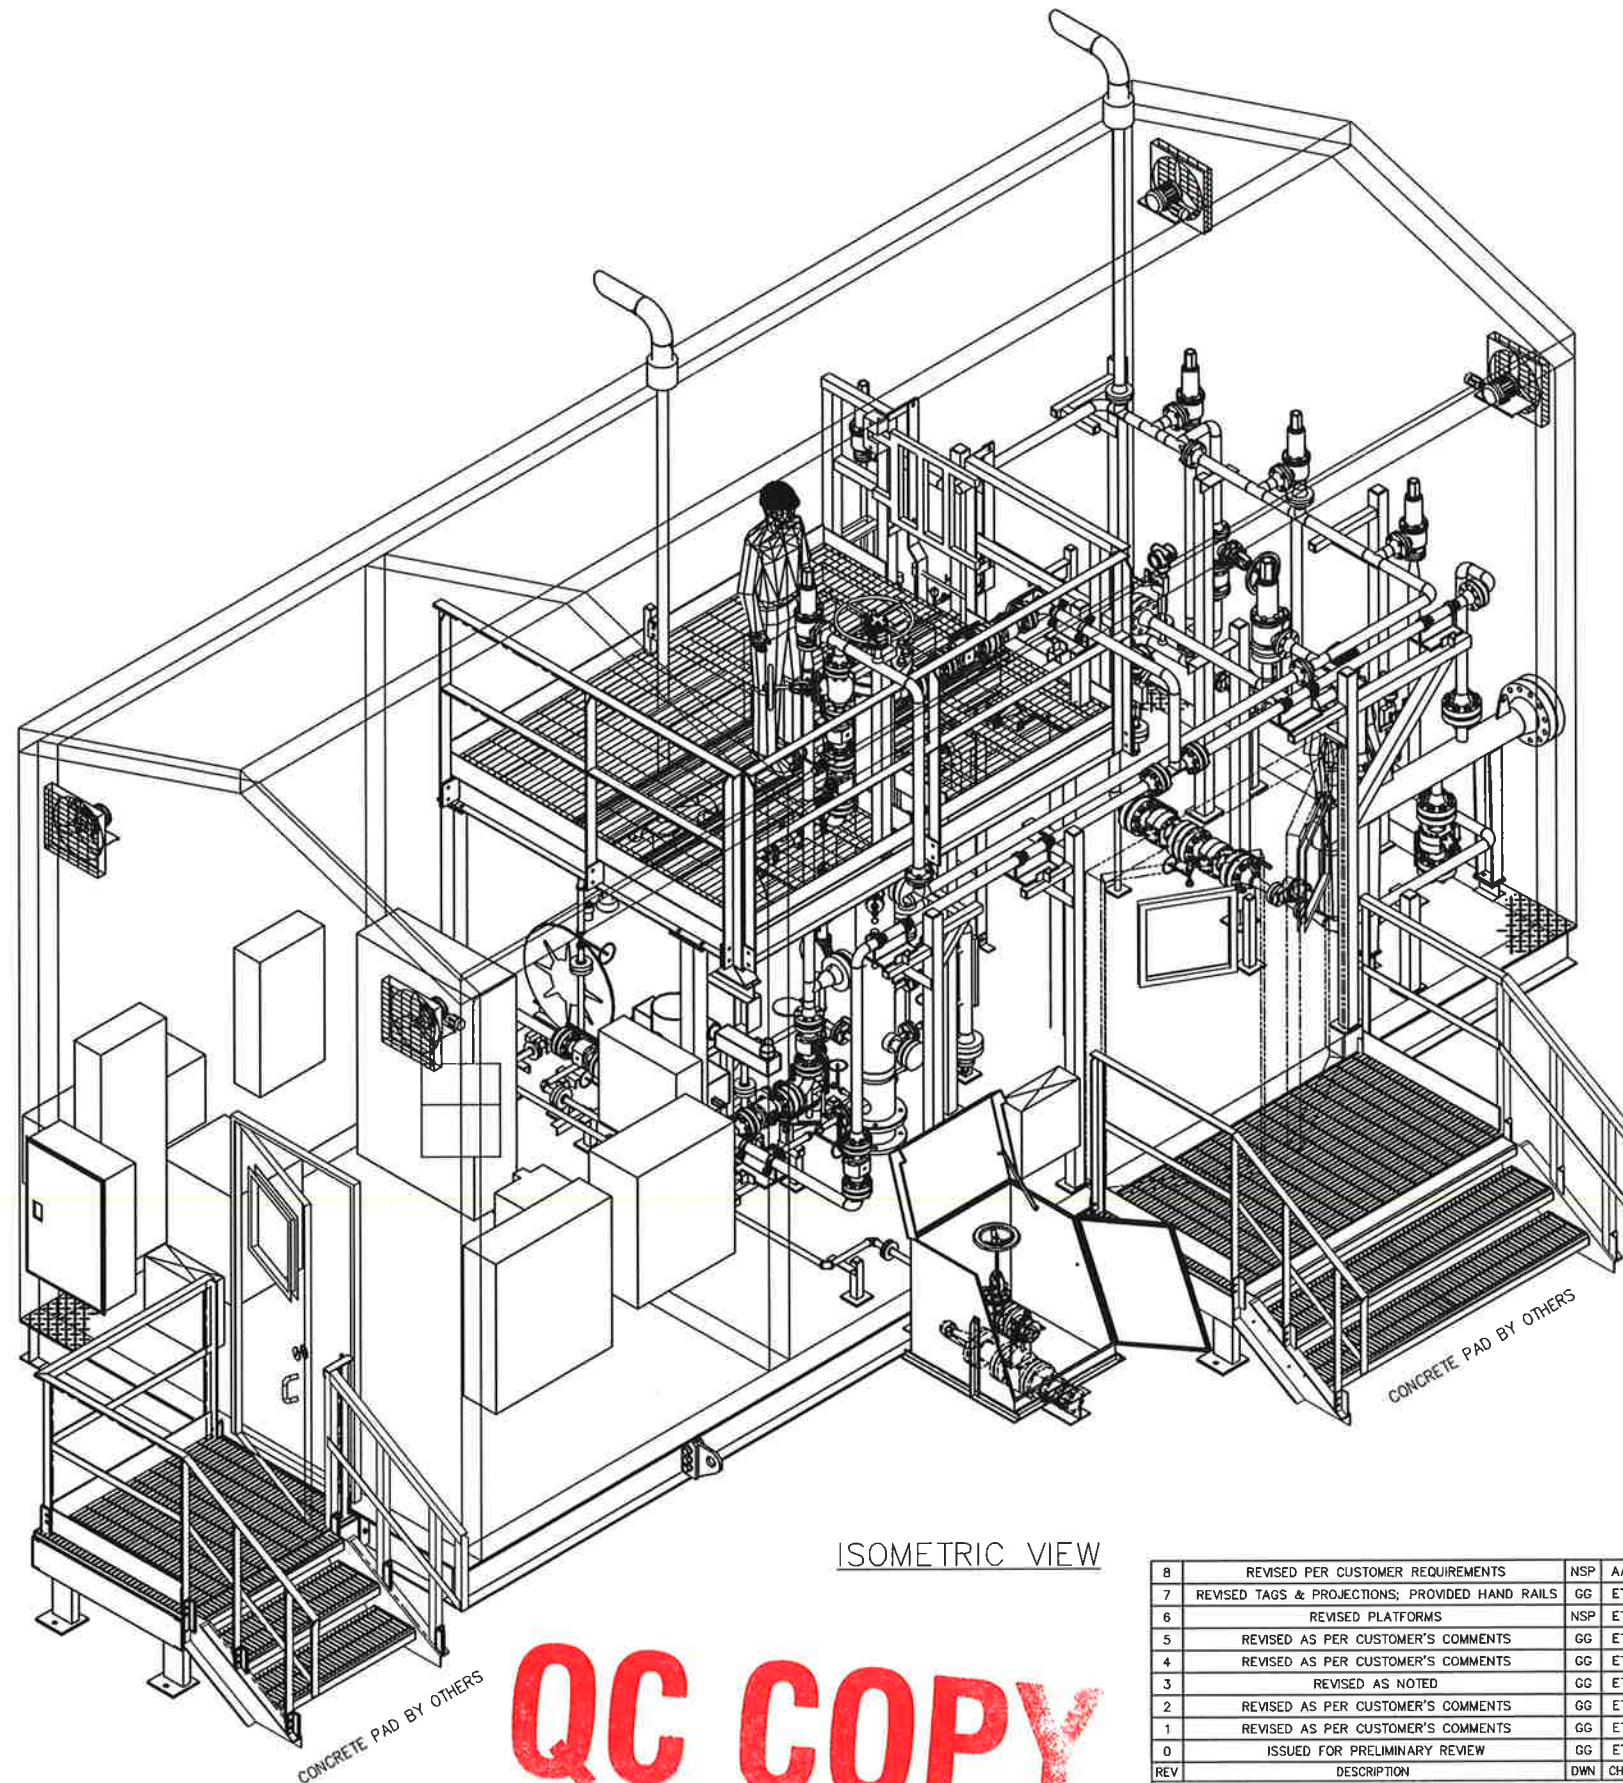 CONCRETE PAD BY OTHERS
ISOMETRIC VIEW
CONCRETE PAD BY OTHERS
QC COPY
8 REVISED PER CUSTOMER REQUIREMENTS NSP
7 REVISED TAGS & PROJECTIONS; PROVIDED HAND RAILS GG
6 REVISED PLATFORMS NSP
5 REVISED AS PER CUSTOMER'S COMMENTS GG
4 REVISED AS PER CUSTOMER'S COMMENTS GG
3 REVISED AS NOTED GG
2 REVISED AS PER CUSTOMER'S COMMENTS GG
1 REVISED AS PER CUSTOMER'S COMMENTS GG
0 ISSUED FOR PRELIMINARY REVIEW GG
REV DESCRIPTION DWN